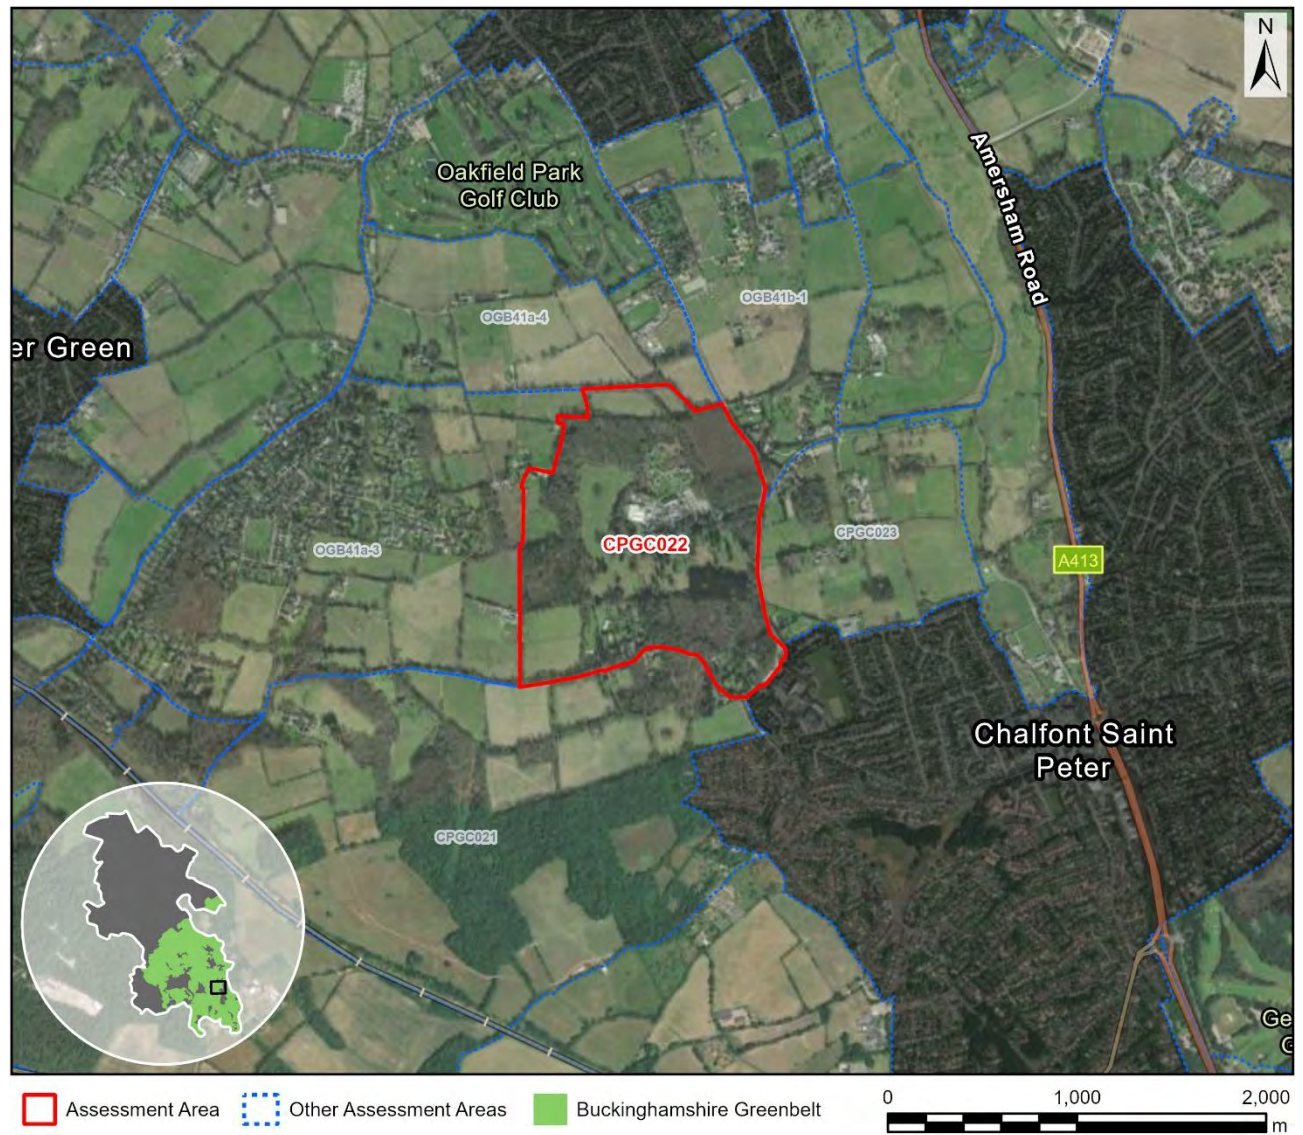 N
Oakfield Park
Golf Club
Amersham Road
OGB41a-4
OGB41b-1
er Green
CPGC022
CPGC023
OGB41a-3
A413
Chalfont Saint
Peter
CPGC021
Ge
G
Assessment Area
Other Assessment Areas
Buckinghamshire Greenbelt
0 1,000 2,000
m